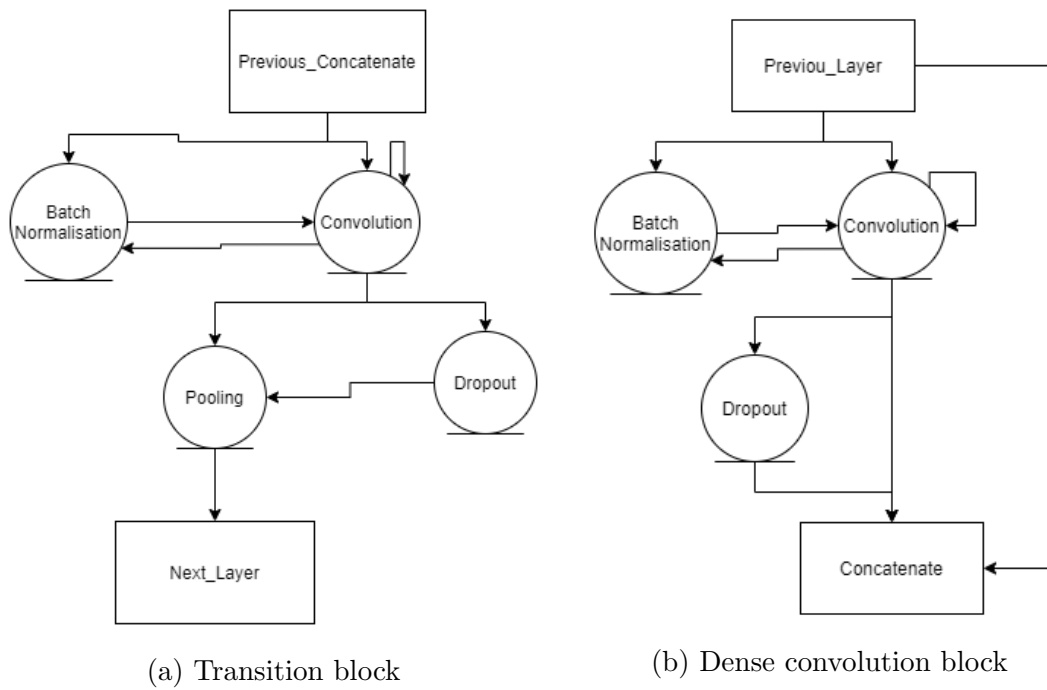 Previous_Concatenate
Batch
Normalisation
Convolution
Pooling
Dropout
Next_Layer
(a) Transition block
Previou_Layer
Batch
Normalisation
Convolution
Dropout
Concatenate
(b) Dense convolution block